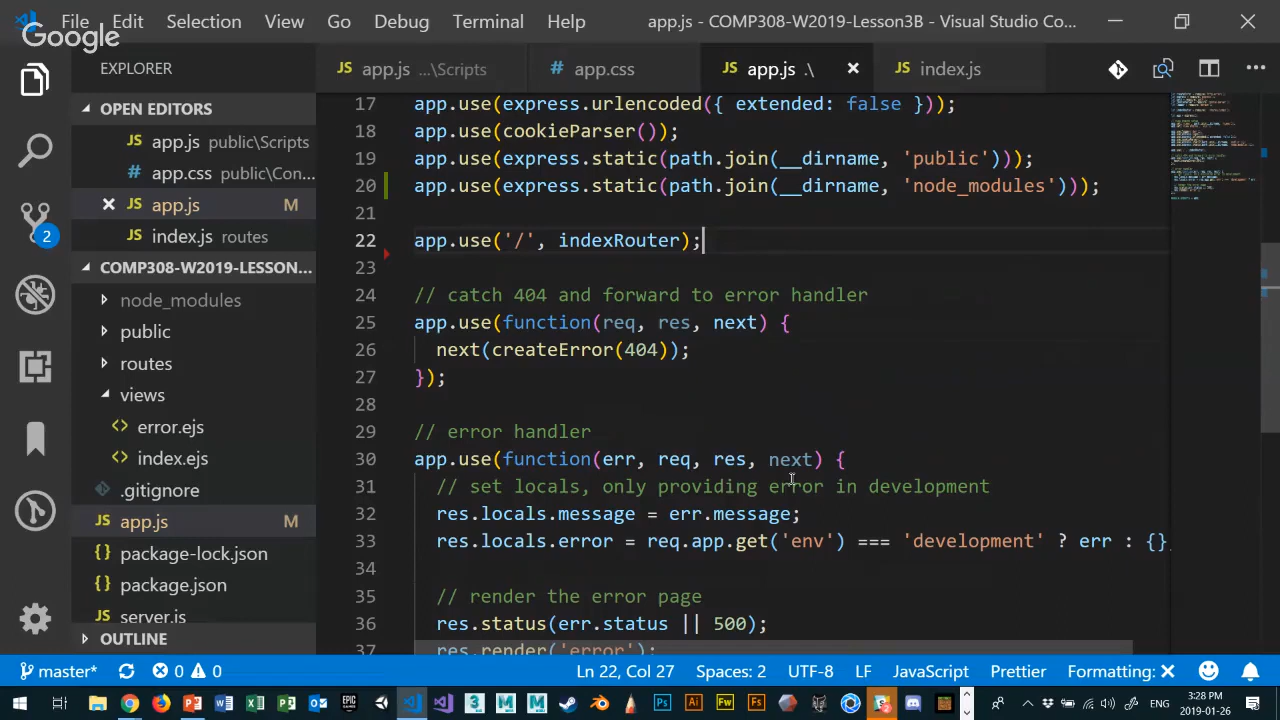 File Edit Selection View Go Debug Terminal Help app.js - COMP308-W2019-Lesson3B - Visual Studio Co...
Google
EXPLORER
JS app.js ...\Scripts # app.css JS app.js .\ JS index.js
OPEN EDITORS
JS app.js public\Scripts
# app.css public\Con...
JS app.js M
JS index.js routes
COMP308-W2019-LESSON...
node_modules
public
routes
views
<> error.ejs
<> index.ejs
.gitignore
JS app.js M
{} package-lock.json
{} package.json
server.js
OUTLINE
2
17 app.use(express.urlencoded({ extended: false }));
18 app.use(cookieParser());
19 app.use(express.static(path.join(__dirname, 'public')));
20 app.use(express.static(path.join(__dirname, 'node_modules')));
21
22 app.use('/', indexRouter);
23
24 // catch 404 and forward to error handler
25 app.use(function(req, res, next) {
26 next(createError(404));
27 });
28
29 // error handler
30 app.use(function(err, req, res, next) {
31 // set locals, only providing error in development
32 res.locals.message = err.message;
33 res.locals.error = req.app.get('env') === 'development' ? err : {}
34
35 // render the error page
36 res.status(err.status || 500);
37 res.render('error');
master* 0 0 Ln 22, Col 27 Spaces: 2 UTF-8 LF JavaScript Prettier Formatting: ×
ENG 3:28 PM
2019-01-26